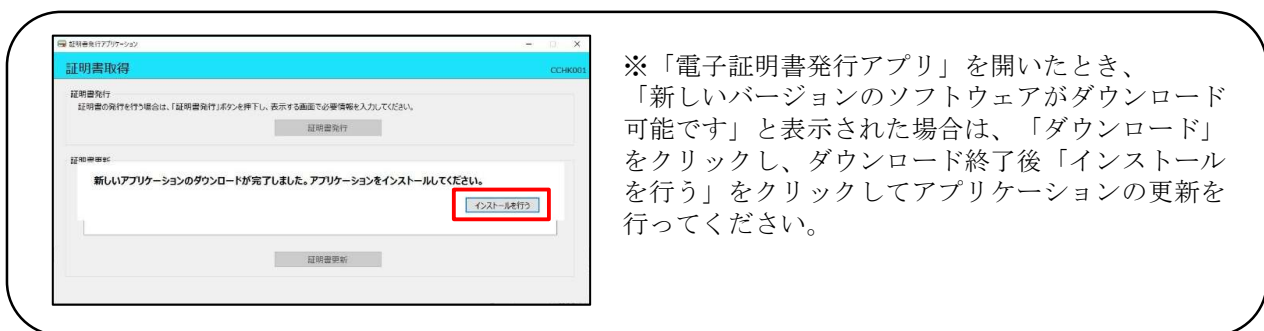 証明書発行アプリケーション
証明書取得
CCHK001
証明書発行
証明書の発行を行う場合は、「証明書発行」ボタンを押下し、表示する画面で必要情報を入力してください。
証明書発行
証明書更新
新しいアプリケーションのダウンロードが完了しました。アプリケーションをインストールしてください。
インストールを行う
証明書更新
※「電子証明書発行アプリ」を開いたとき、
「新しいバージョンのソフトウェアがダウンロード
可能です」と表示された場合は、「ダウンロード」
をクリックし、ダウンロード終了後「インストール
を行う」をクリックしてアプリケーションの更新を
行ってください。